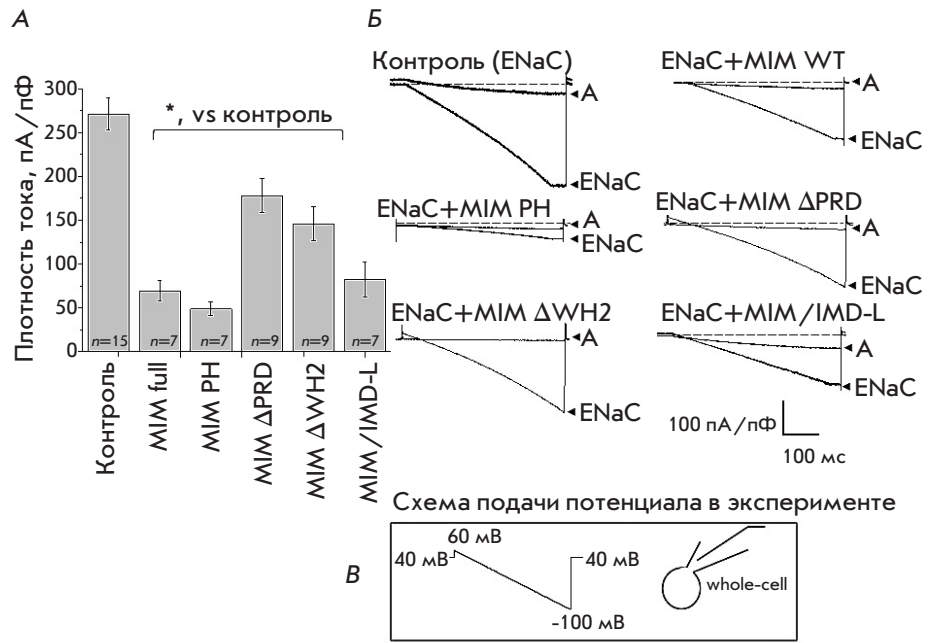 А
Плотность тока, пА/пФ
300
250
200
150
100
50
0
*, vs контроль
n=15
n=7
n=7
n=9
n=9
n=7
Контроль
MIM full
MIM PH
MIM ΔPRD
MIM ΔWH2
MIM/IMD-L
Б
Контроль (ENaC)
A
ENaC
ENaC+MIM WT
A
ENaC
ENaC+MIM PH
A
ENaC
ENaC+MIM ΔPRD
A
ENaC
ENaC+MIM ΔWH2
A
ENaC
ENaC+MIM/IMD-L
A
ENaC
100 пА/пФ
100 мс
Схема подачи потенциала в эксперименте
В
60 мВ
40 мВ
40 мВ
-100 мВ
whole-cell